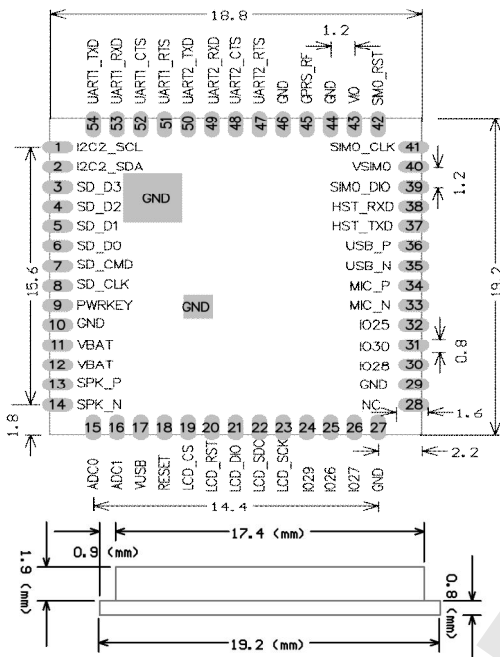 18.8
1.2
UART1_TXD
UART1_RXD
UART1_CTS
UART1_RTS
UART2_TXD
UART2_RXD
UART2_CTS
UART2_RTS
GND
GPRS_RF
GND
VIO
SIM0_RST
54 53 52 51 50 49 48 47 46 45 44 43 42
1 I2C2_SCL
2 I2C2_SDA
3 SD_D3
4 SD_D2
5 SD_D1
6 SD_D0
7 SD_CMD
8 SD_CLK
9 PWRKEY
10 GND
11 VBAT
12 VBAT
13 SPK_P
14 SPK_N
GND
GND
SIM0_CLK 41
VSIM0 40
SIM0_DIO 39
HST_RXD 38
HST_TXD 37
USB_P 36
USB_N 35
MIC_P 34
MIC_N 33
IO25 32
IO30 31
IO28 30
GND 29
NC 28
1.2
19.2
0.8
1.6
2.2
15.6
1.8
15 16 17 18 19 20 21 22 23 24 25 26 27
ADC0
ADC1
VUSB
RESET
LCD_CS
LCD_RST
LCD_DIO
LCD_SDC
LCD_SCK
IO29
IO26
IO27
GND
14.4
17.4 (mm)
0.9 (mm)
1.9 (mm)
0.8 (mm)
19.2 (mm)